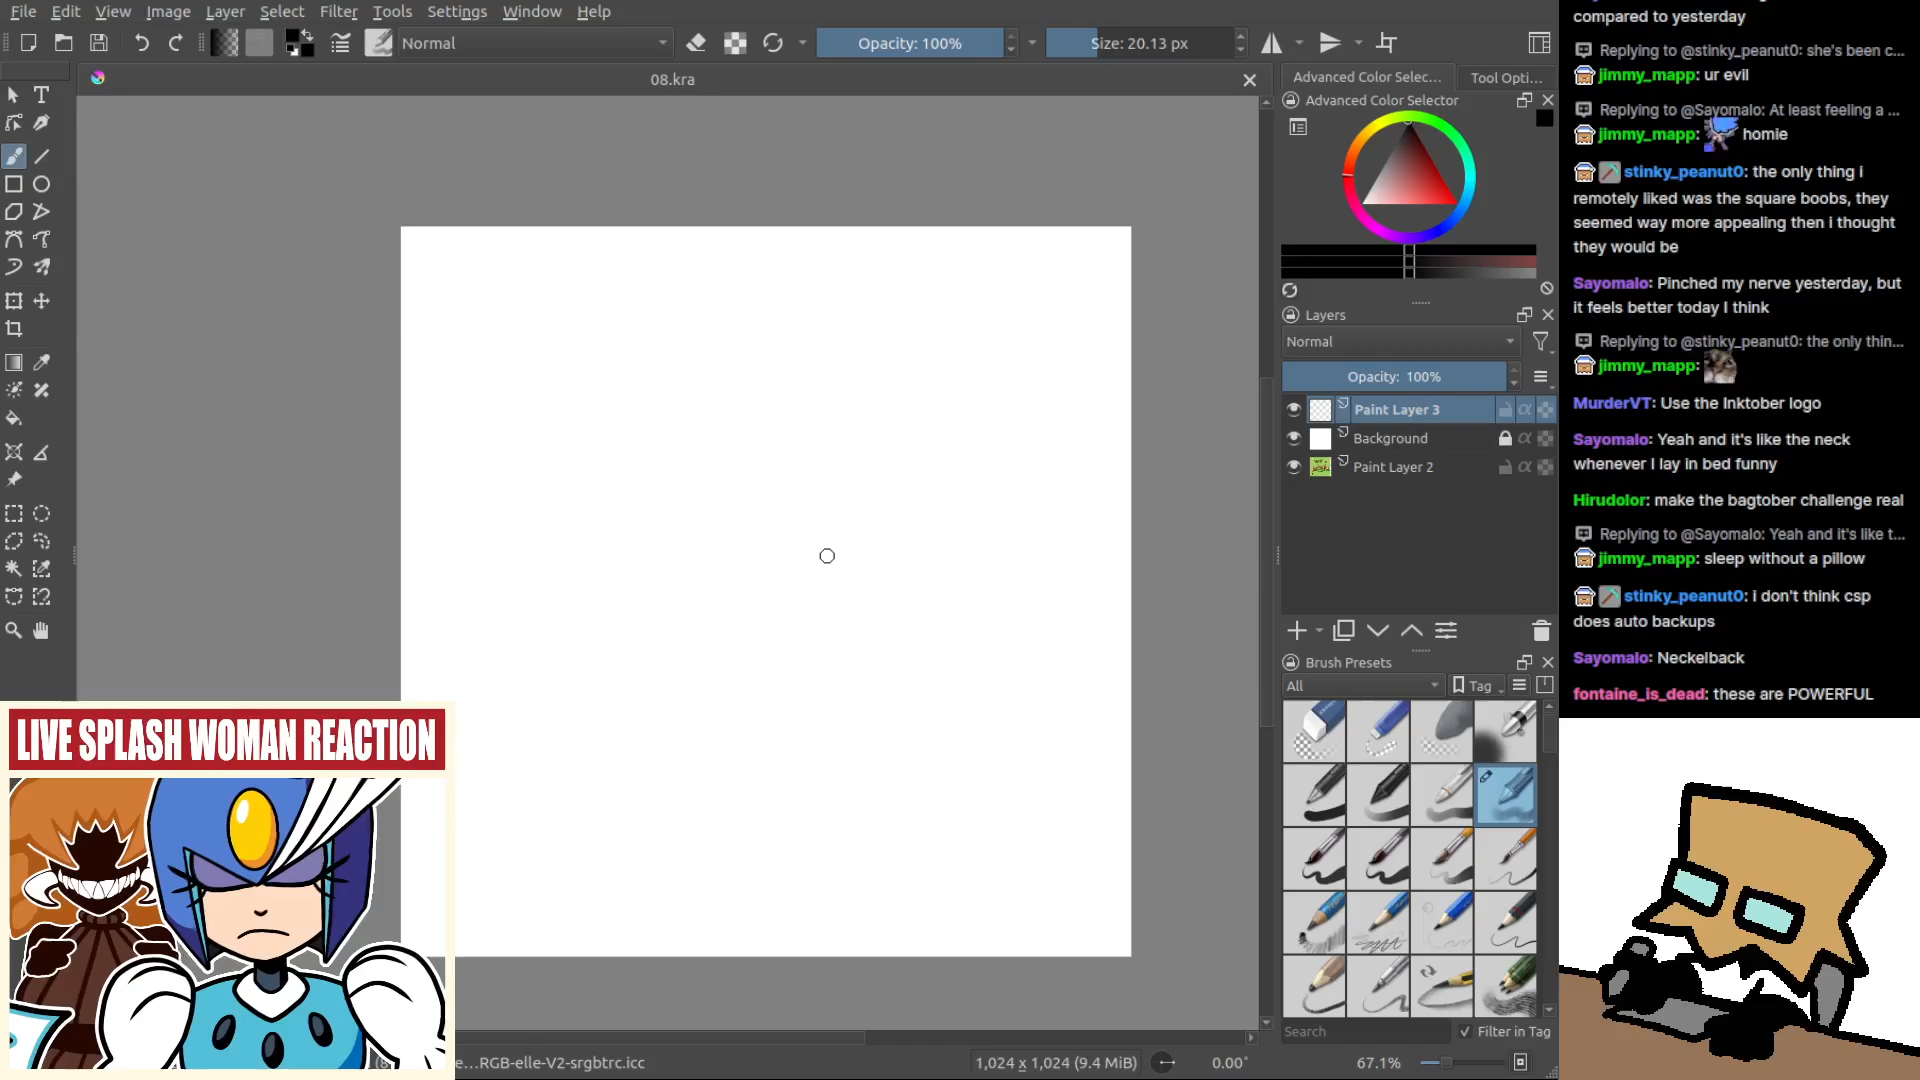 File Edit View Image Layer Select Filter Tools Settings Window Help
Normal
Opacity: 100%
Size: 20.13 px
08.kra
Advanced Color Selec...
Tool Opti...
Advanced Color Selector
Layers
Normal
Opacity: 100%
Paint Layer 3
Background
Paint Layer 2
Brush Presets
All
Tag
Search
Filter in Tag
e...RGB-elle-V2-srgbtrc.icc
1,024 x 1,024 (9.4 MiB)
0.00°
67.1%
LIVE SPLASH WOMAN REACTION
compared to yesterday
Replying to @stinky_peanut0: she's been c...
jimmy_mapp: ur evil
Replying to @Sayomalo: At least feeling a ...
jimmy_mapp: homie
stinky_peanut0: the only thing i
remotely liked was the square boobs, they
seemed way more appealing then i thought
they would be
Sayomalo: Pinched my nerve yesterday, but
it feels better today I think
Replying to @stinky_peanut0: the only thin...
jimmy_mapp:
MurderVT: Use the Inktober logo
Sayomalo: Yeah and it's like the neck
whenever I lay in bed funny
Hirudolor: make the bagtober challenge real
Replying to @Sayomalo: Yeah and it's like t...
jimmy_mapp: sleep without a pillow
stinky_peanut0: i don't think csp
does auto backups
Sayomalo: Neckelback
fontaine_is_dead: these are POWERFUL